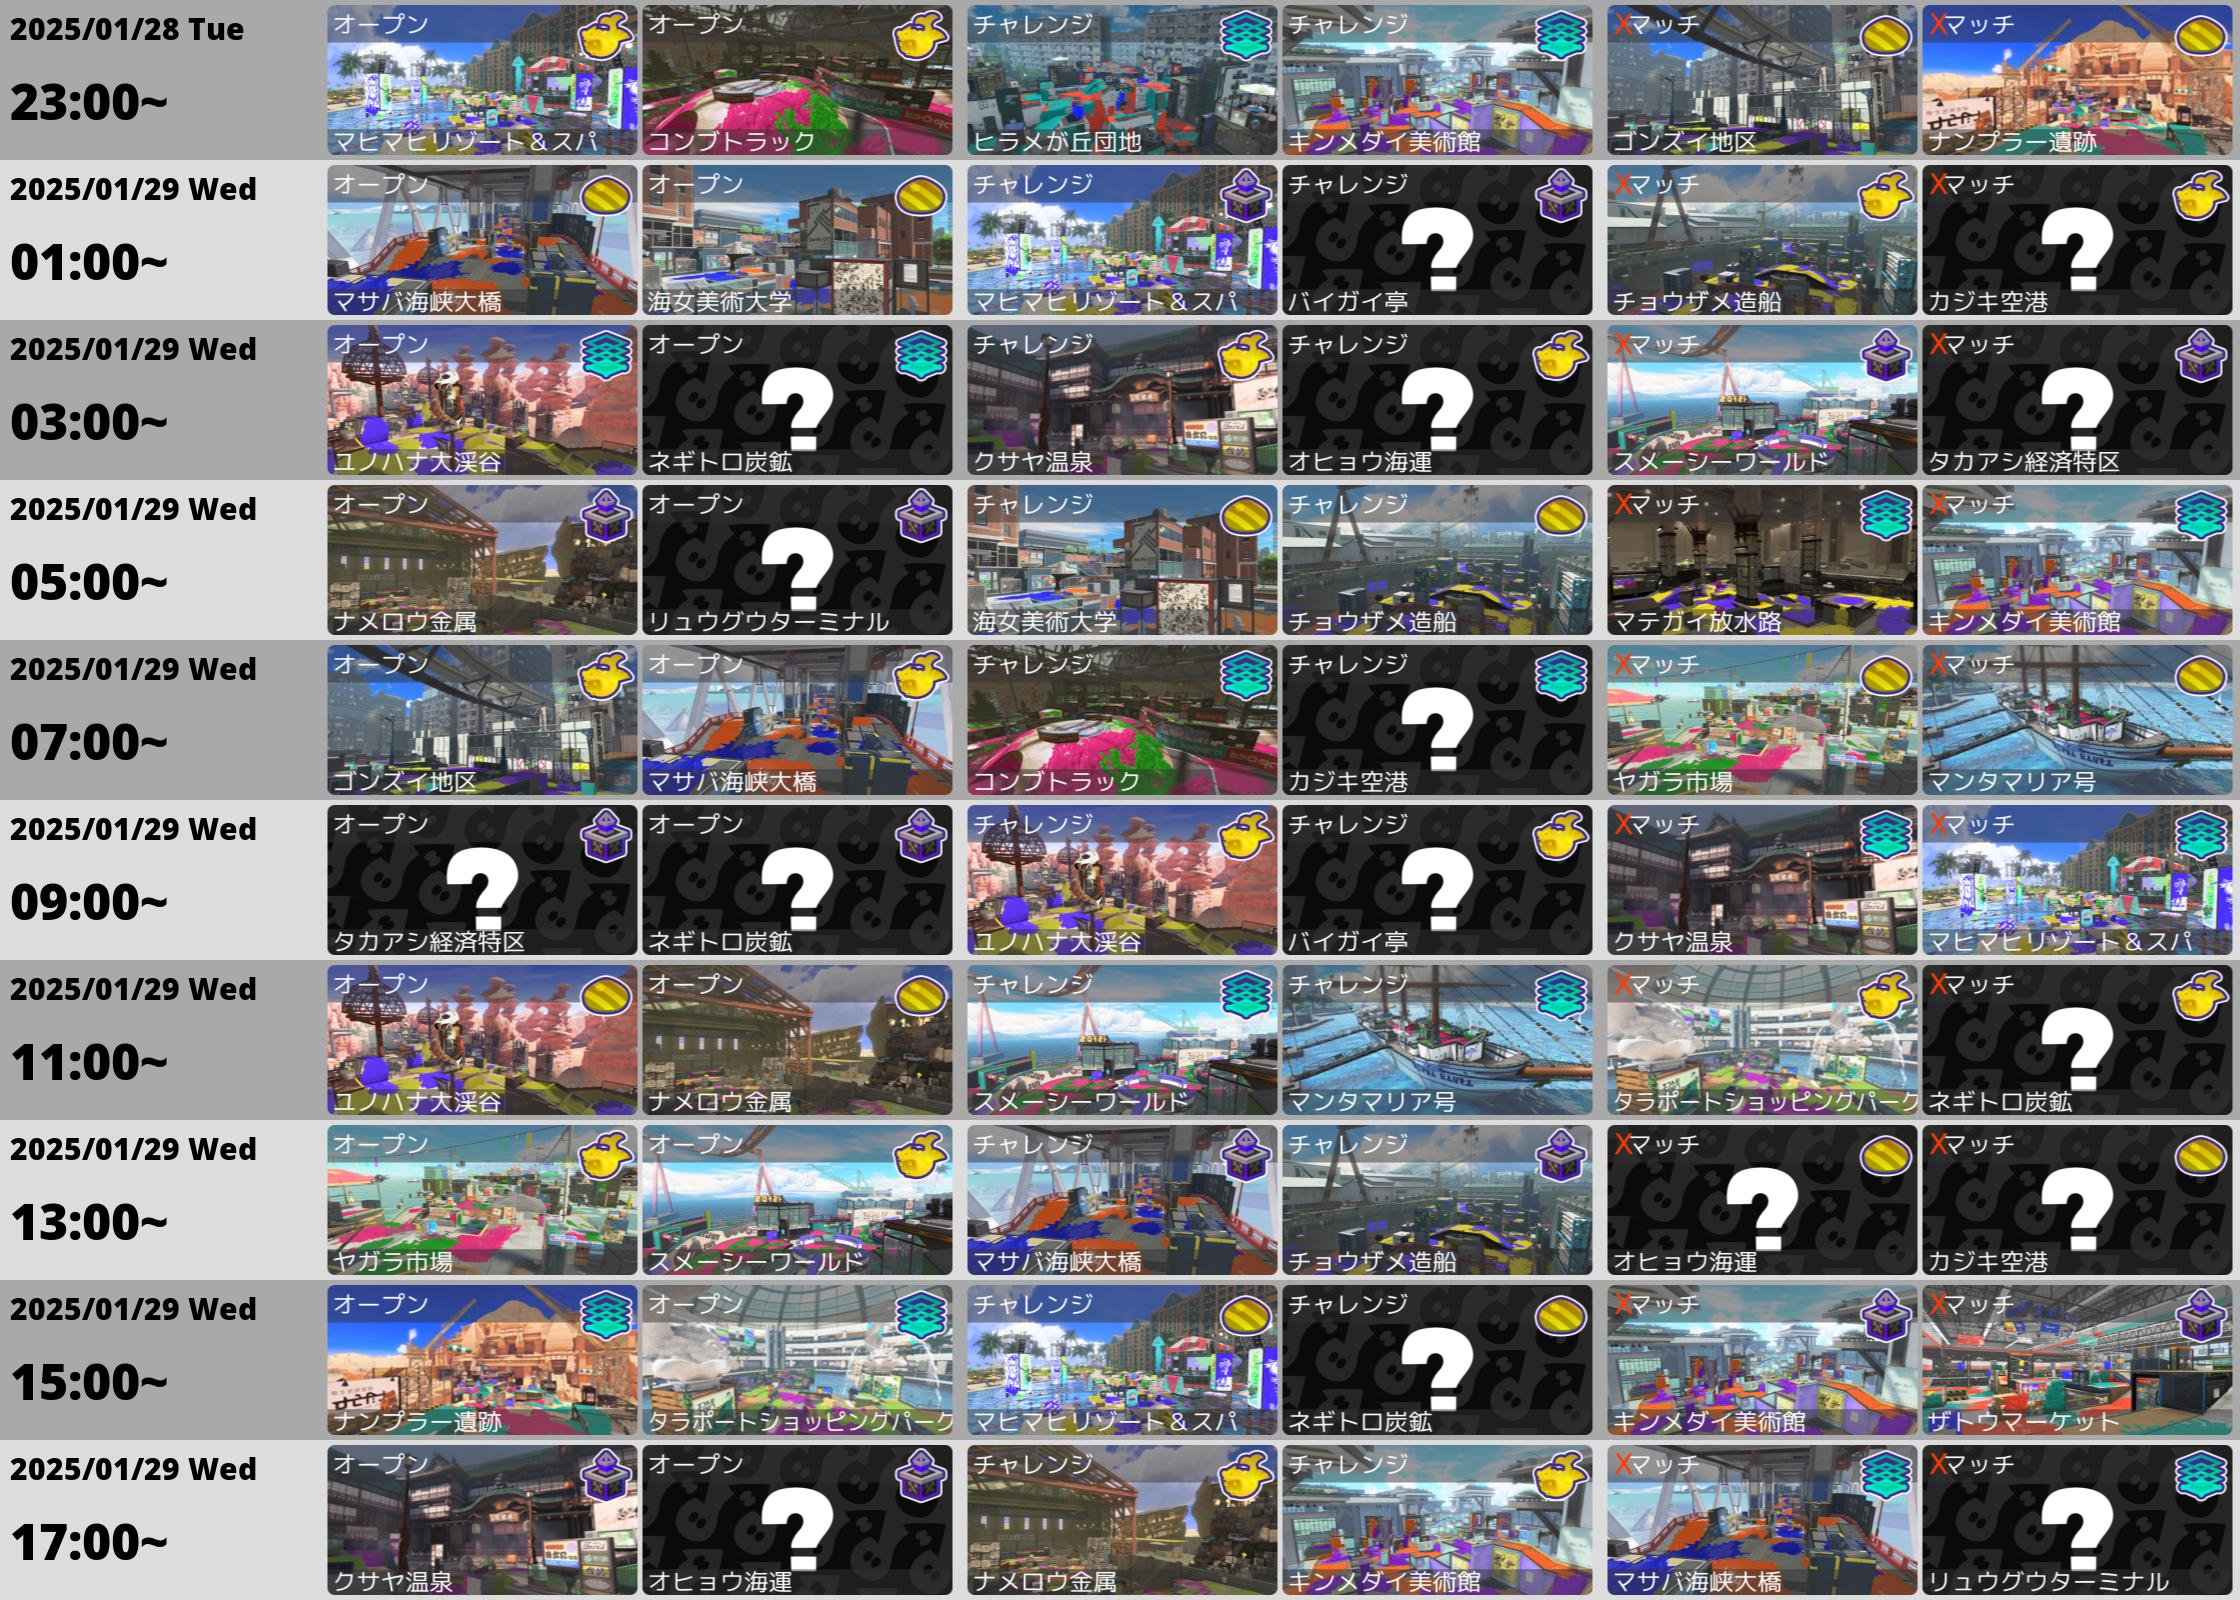 2025/01/28 Tue
23:00~
オープン
マヒマヒリゾート＆スパ
オープン
コンブトラック
チャレンジ
ヒラメが丘団地
チャレンジ
キンメダイ美術館
Xマッチ
ゴンズイ地区
Xマッチ
ナンプラー遺跡
2025/01/29 Wed
01:00~
オープン
マサバ海峡大橋
オープン
海女美術大学
チャレンジ
マヒマヒリゾート＆スパ
チャレンジ
?
バイガイ亭
Xマッチ
チョウザメ造船
Xマッチ
?
カジキ空港
2025/01/29 Wed
03:00~
オープン
ユノハナ大渓谷
オープン
?
ネギトロ炭鉱
チャレンジ
クサヤ温泉
チャレンジ
?
オヒョウ海運
Xマッチ
スメーシーワールド
Xマッチ
?
タカアシ経済特区
2025/01/29 Wed
05:00~
オープン
ナメロウ金属
オープン
?
リュウグウターミナル
チャレンジ
海女美術大学
チャレンジ
チョウザメ造船
Xマッチ
マテガイ放水路
Xマッチ
キンメダイ美術館
2025/01/29 Wed
07:00~
オープン
ゴンズイ地区
オープン
マサバ海峡大橋
チャレンジ
コンブトラック
チャレンジ
?
カジキ空港
Xマッチ
ヤガラ市場
Xマッチ
マンタマリア号
2025/01/29 Wed
09:00~
オープン
?
タカアシ経済特区
オープン
?
ネギトロ炭鉱
チャレンジ
ユノハナ大渓谷
チャレンジ
?
バイガイ亭
Xマッチ
クサヤ温泉
Xマッチ
マヒマヒリゾート＆スパ
2025/01/29 Wed
11:00~
オープン
ユノハナ大渓谷
オープン
ナメロウ金属
チャレンジ
スメーシーワールド
チャレンジ
マンタマリア号
Xマッチ
タラポートショッピングパーク
Xマッチ
?
ネギトロ炭鉱
2025/01/29 Wed
13:00~
オープン
ヤガラ市場
オープン
スメーシーワールド
チャレンジ
マサバ海峡大橋
チャレンジ
チョウザメ造船
Xマッチ
?
オヒョウ海運
Xマッチ
?
カジキ空港
2025/01/29 Wed
15:00~
オープン
ナンプラー遺跡
オープン
タラポートショッピングパーク
チャレンジ
マヒマヒリゾート＆スパ
チャレンジ
?
ネギトロ炭鉱
Xマッチ
キンメダイ美術館
Xマッチ
ザトウマーケット
2025/01/29 Wed
17:00~
オープン
クサヤ温泉
オープン
?
オヒョウ海運
チャレンジ
ナメロウ金属
チャレンジ
キンメダイ美術館
Xマッチ
マサバ海峡大橋
Xマッチ
?
リュウグウターミナル